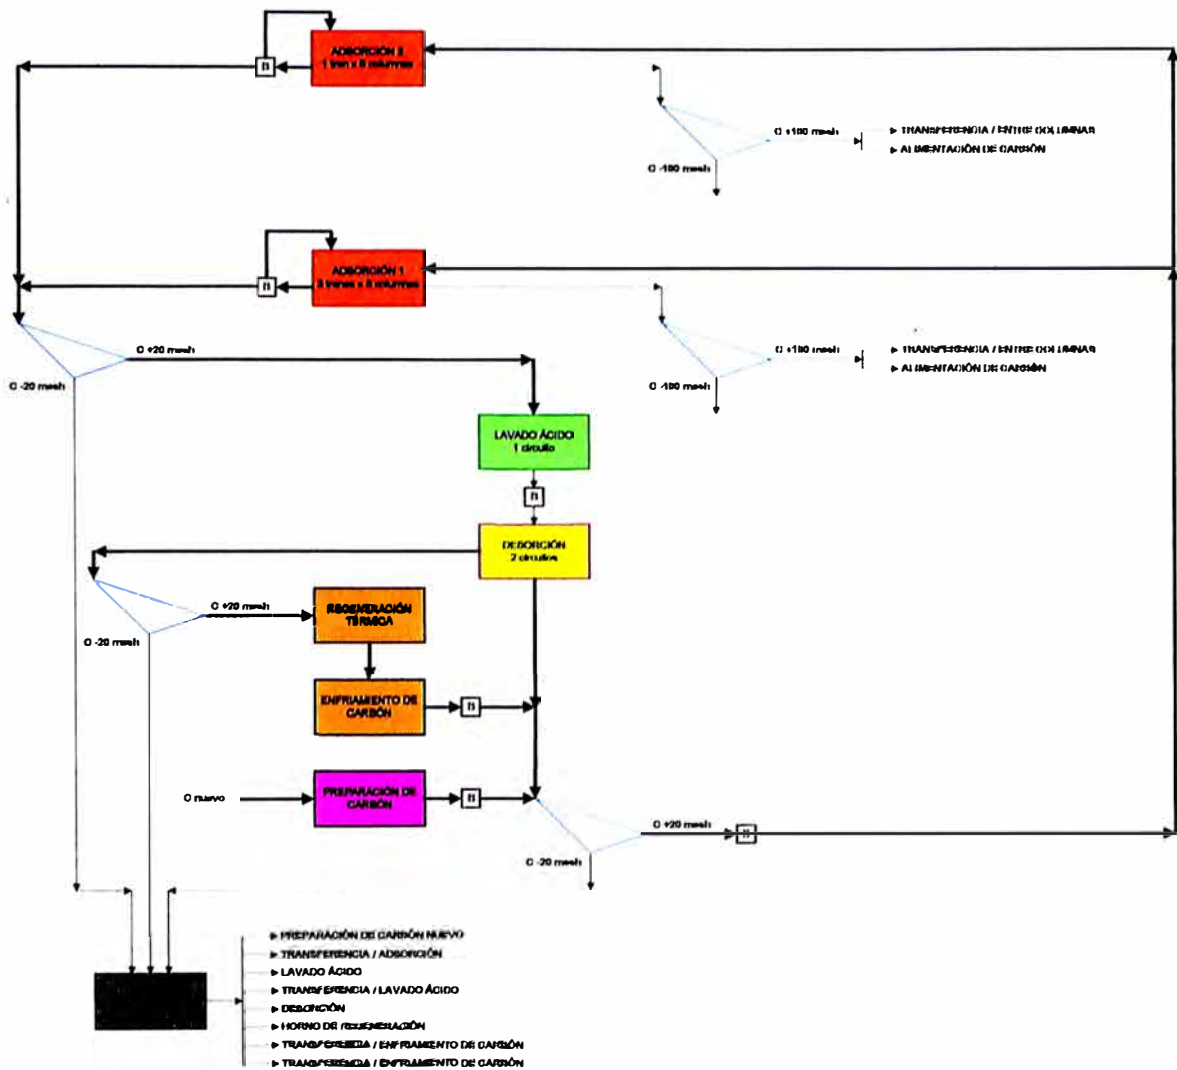 ADSORCIÓN 2
1 tren x 6 columnas
C +100 mesh
TRANSFERENCIA / ENTRE COLUMNAS
ALIMENTACIÓN DE CARBÓN
C -100 mesh
ADSORCIÓN 1
columnas
C +20 mesh
C -20 mesh
C +100 mesh
TRANSFERENCIA / ENTRE COLUMNAS
ALIMENTACIÓN DE CARBÓN
C -100 mesh
LAVADO ÁCIDO
1 circuito
DESORCIÓN
2 circuitos
C +20 mesh
C -20 mesh
REGENERACIÓN
TÉRMICA
ENFRIAMIENTO DE
CARBÓN
C nuevo
PREPARACIÓN DE
CARBÓN
C +20 mesh
C -20 mesh
PREPARACIÓN DE CARBÓN NUEVO
TRANSFERENCIA / ADSORCIÓN
LAVADO ÁCIDO
TRANSFERENCIA / LAVADO ÁCIDO
DESORCIÓN
HORNO DE REGENERACIÓN
TRANSFERENCIA / ENFRIAMIENTO DE CARBÓN
TRANSFERENCIA / ENFRIAMIENTO DE CARBÓN